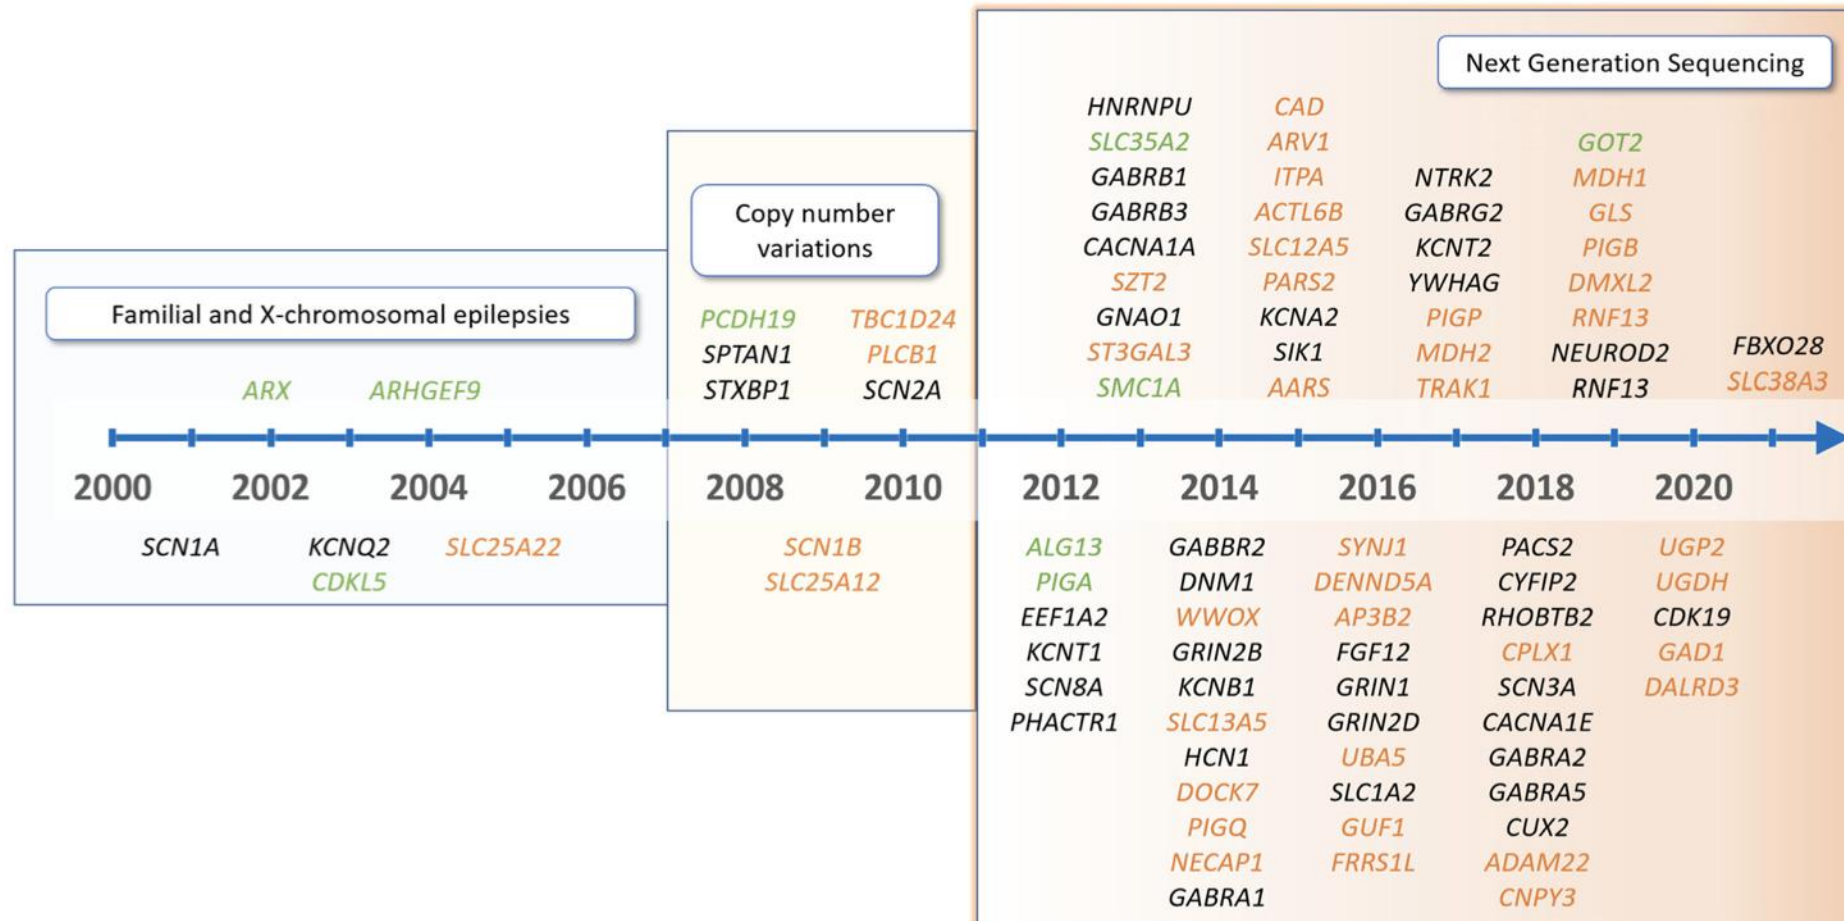 Next Generation Sequencing
HNRNPU
SLC35A2
GABRB1
GABRB3
CACNA1A
SZT2
GNAO1
ST3GAL3
SMC1A
CAD
ARV1
ITPA
ACTL6B
SLC12A5
PARS2
KCNA2
SIK1
AARS
NTRK2
GABRG2
KCNT2
YWHAG
PIGP
MDH2
TRAK1
GOT2
MDH1
GLS
PIGB
DMXL2
RNF13
NEUROD2
RNF13
FBXO28
SLC38A3
Copy number
variations
PCDH19
SPTAN1
STXBP1
TBC1D24
PLCB1
SCN2A
Familial and X-chromosomal epilepsies
ARX
ARHGEF9
2000 2002 2004 2006 2008 2010 2012 2014 2016 2018 2020
SCN1A
KCNQ2
CDKL5
SLC25A22
SCN1B
SLC25A12
ALG13
PIGA
EEF1A2
KCNT1
SCN8A
PHACTR1
GABBR2
DNM1
WWOX
GRIN2B
KCNB1
SLC13A5
HCN1
DOCK7
PIGQ
NECAP1
GABRA1
SYNJ1
DENND5A
AP3B2
FGF12
GRIN1
GRIN2D
UBA5
SLC1A2
GUF1
FRRS1L
PACS2
CYFIP2
RHOBTB2
CPLX1
SCN3A
CACNA1E
GABRA2
GABRA5
CUX2
ADAM22
CNPY3
UGP2
UGDH
CDK19
GAD1
DALRD3